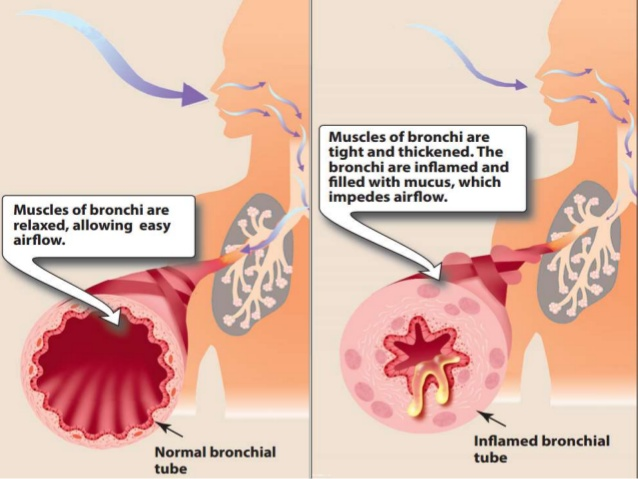 Muscles of bronchi are
relaxed, allowing easy
airflow.
Normal bronchial
tube
Muscles of bronchi are
tight and thickened. The
bronchi are inflamed and
filled with mucus, which
impedes airflow.
Inflamed bronchial
tube